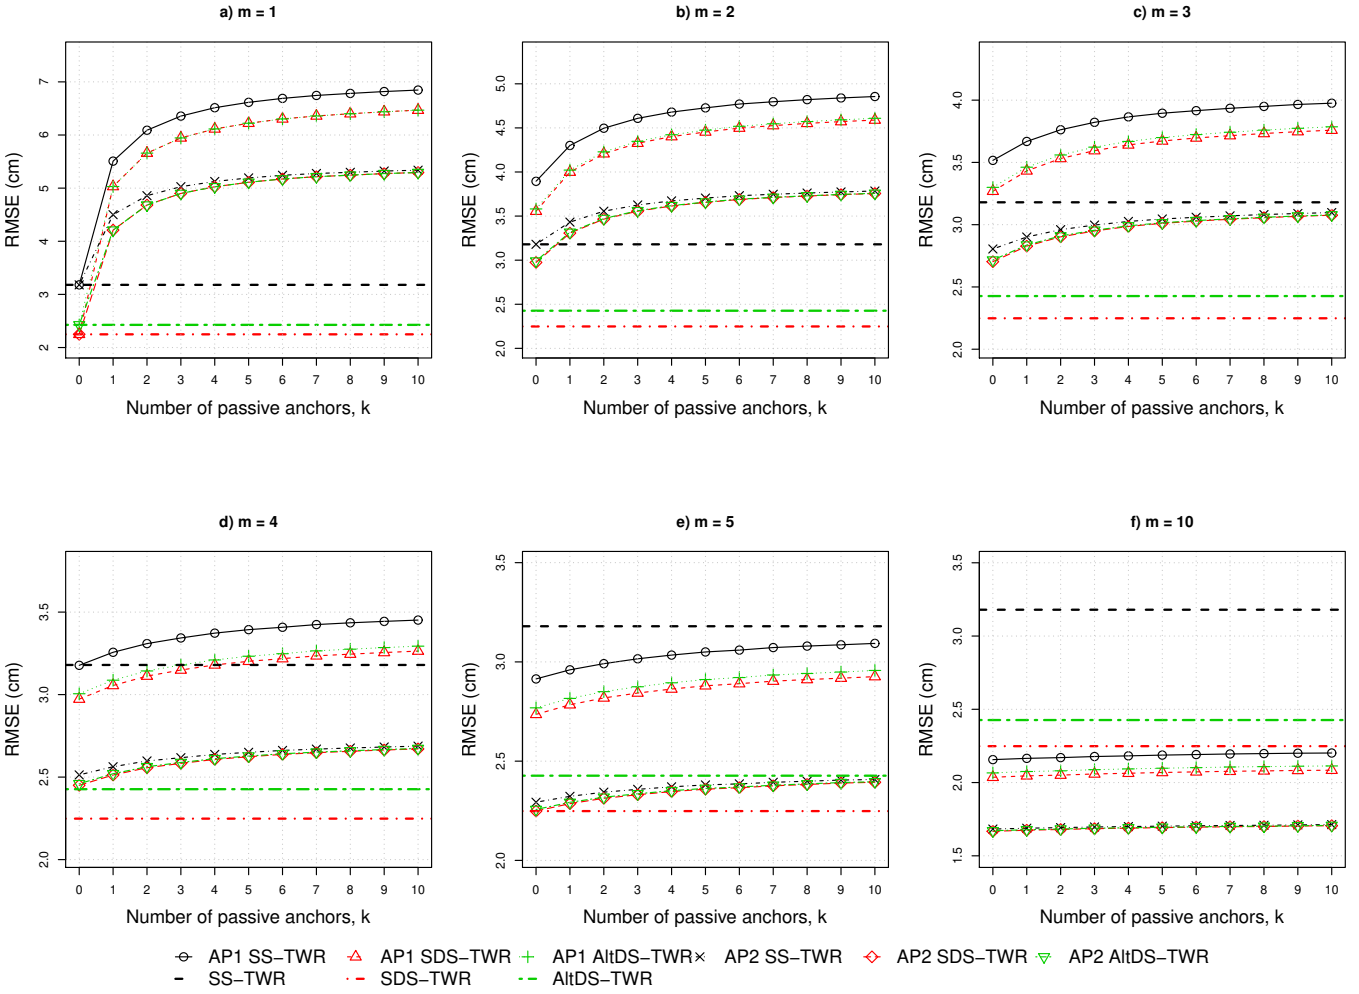 a) m = 1
b) m = 2
c) m = 3
RMSE (cm)
7
6
5
4
3
2
0 1 2 3 4 5 6 7 8 9 10
Number of passive anchors, k
RMSE (cm)
5.0
4.5
4.0
3.5
3.0
2.5
2.0
0 1 2 3 4 5 6 7 8 9 10
Number of passive anchors, k
RMSE (cm)
4.0
3.5
3.0
2.5
2.0
0 1 2 3 4 5 6 7 8 9 10
Number of passive anchors, k
d) m = 4
e) m = 5
f) m = 10
RMSE (cm)
3.5
3.0
2.5
2.0
0 1 2 3 4 5 6 7 8 9 10
Number of passive anchors, k
RMSE (cm)
3.5
3.0
2.5
2.0
0 1 2 3 4 5 6 7 8 9 10
Number of passive anchors, k
RMSE (cm)
3.5
3.0
2.5
2.0
1.5
0 1 2 3 4 5 6 7 8 9 10
Number of passive anchors, k
AP1 SS−TWR AP1 SDS−TWR AP1 AltDS−TWR AP2 SS−TWR AP2 SDS−TWR AP2 AltDS−TWR
SS−TWR SDS−TWR AltDS−TWR